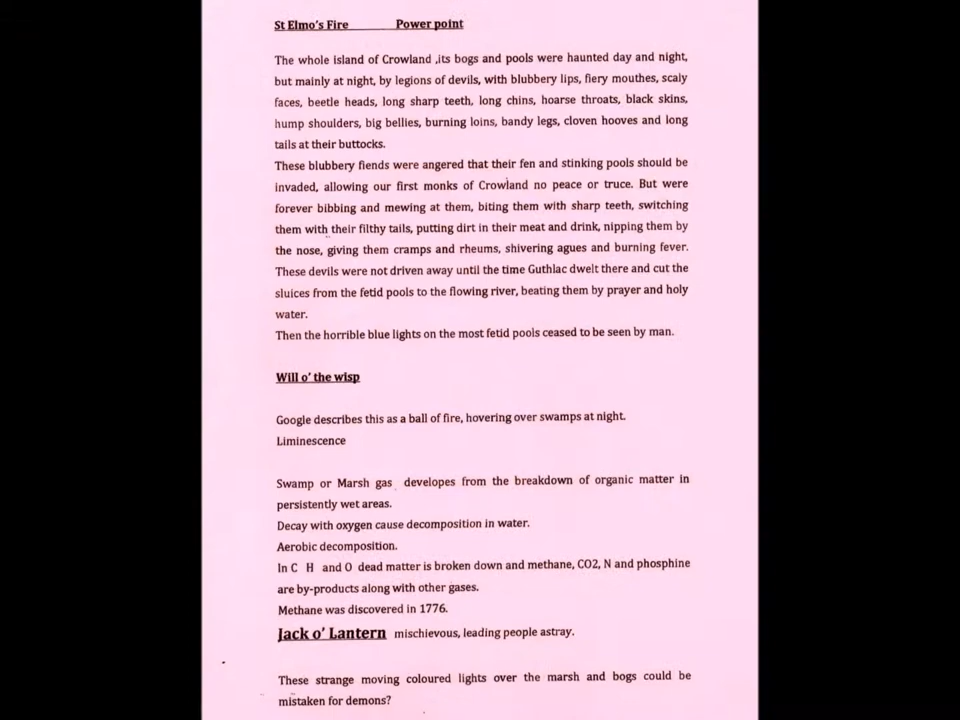 St Elmo's Fire Power point
The whole island of Crowland ,its bogs and pools were haunted day and night,
but mainly at night, by legions of devils, with blubbery lips, fiery mouthes, scaly
faces, beetle heads, long sharp teeth, long chins, hoarse throats, black skins,
hump shoulders, big bellies, burning loins, bandy legs, cloven hooves and long
tails at their buttocks.
These blubbery fiends were angered that their fen and stinking pools should be
invaded, allowing our first monks of Crowland no peace or truce. But were
forever bibbing and mewing at them, biting them with sharp teeth, switching
them with their filthy tails, putting dirt in their meat and drink, nipping them by
the nose, giving them cramps and rheums, shivering agues and burning fever.
These devils were not driven away until the time Guthlac dwelt there and cut the
sluices from the fetid pools to the flowing river, beating them by prayer and holy
water.
Then the horrible blue lights on the most fetid pools ceased to be seen by man.
Will o' the wisp
Google describes this as a ball of fire, hovering over swamps at night.
Liminescence
Swamp or Marsh gas developes from the breakdown of organic matter in
persistently wet areas.
Decay with oxygen cause decomposition in water.
Aerobic decomposition.
In C H and O dead matter is broken down and methane, CO2, N and phosphine
are by-products along with other gases.
Methane was discovered in 1776.
Jack o' Lantern mischievous, leading people astray.
These strange moving coloured lights over the marsh and bogs could be
mistaken for demons?